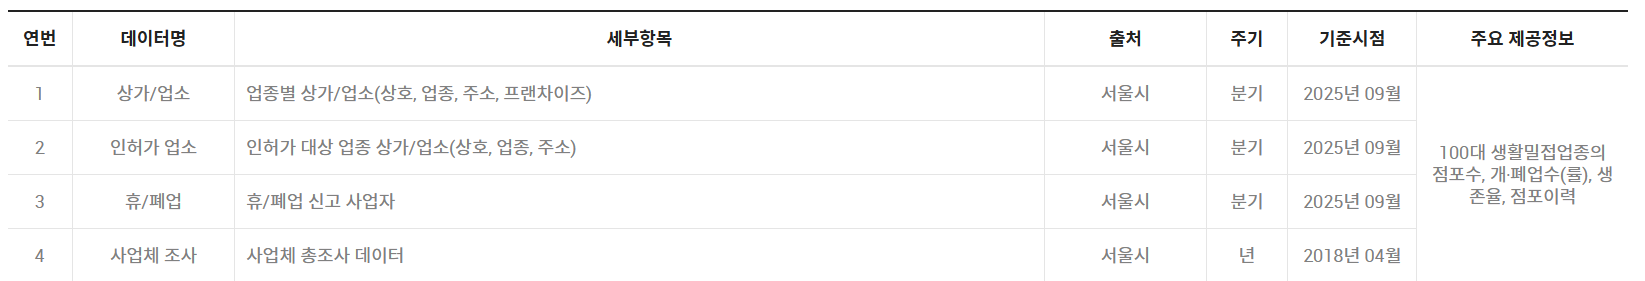 연번 데이터명 세부항목 출처 주기 기준시점 주요 제공정보
1 상가/업소 업종별 상가/업소(상호, 업종, 주소, 프랜차이즈) 서울시 분기 2025년 09월
2 인허가 업소 인허가 대상 업종 상가/업소(상호, 업종, 주소) 서울시 분기 2025년 09월
3 휴/폐업 휴/폐업 신고 사업자 서울시 분기 2025년 09월
4 사업체 조사 사업체 총조사 데이터 서울시 년 2018년 04월
100대 생활밀접업종의
점포수, 개·폐업수(률), 생
존율, 점포이력